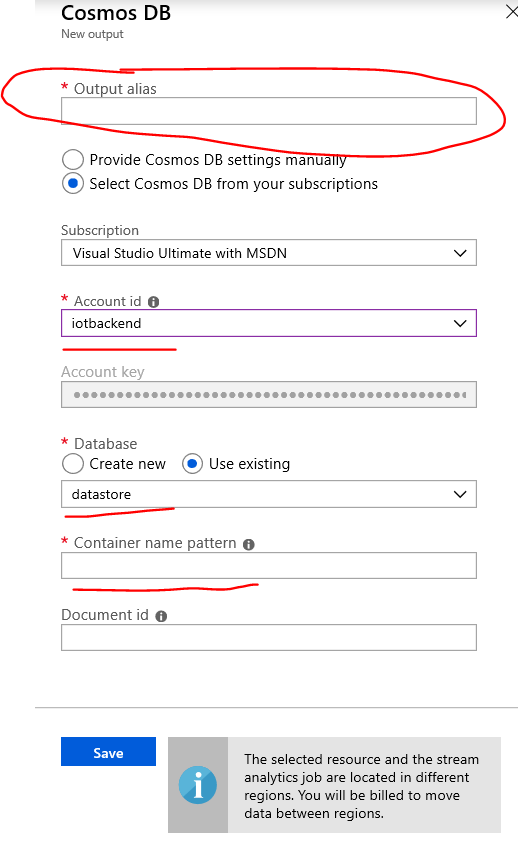 Cosmos DB
New output
* Output alias
Provide Cosmos DB settings manually
Select Cosmos DB from your subscriptions
Subscription
Visual Studio Ultimate with MSDN
* Account id
iotbackend
Account key
* Database
Create new Use existing
datastore
* Container name pattern
Document id
Save
The selected resource and the stream
analytics job are located in different
regions. You will be billed to move
data between regions.